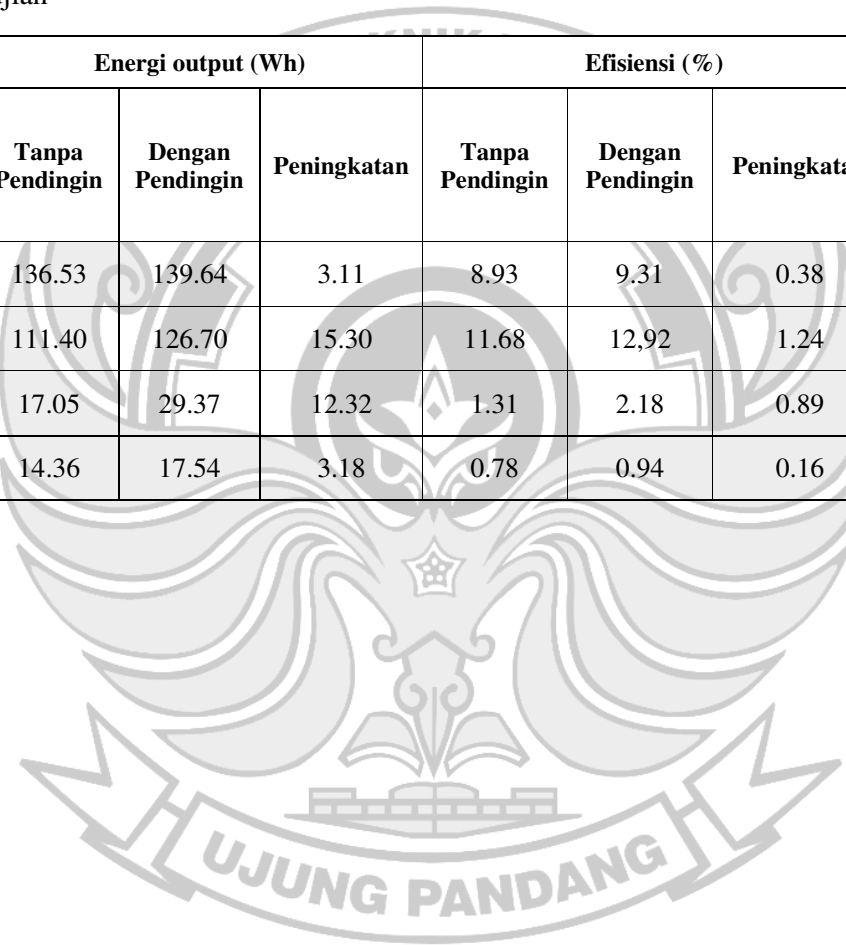 Energi output (Wh) Efisiensi (%)
Tanpa Pendingin Dengan Pendingin Peningkatan Tanpa Pendingin Dengan Pendingin
136.53 139.64 3.11 8.93 9.31 0.38
111.40 126.70 15.30 11.68 12,92 1.24
17.05 29.37 12.32 1.31 2.18 0.89
14.36 17.54 3.18 0.78 0.94 0.16
UJUNG PANDANG